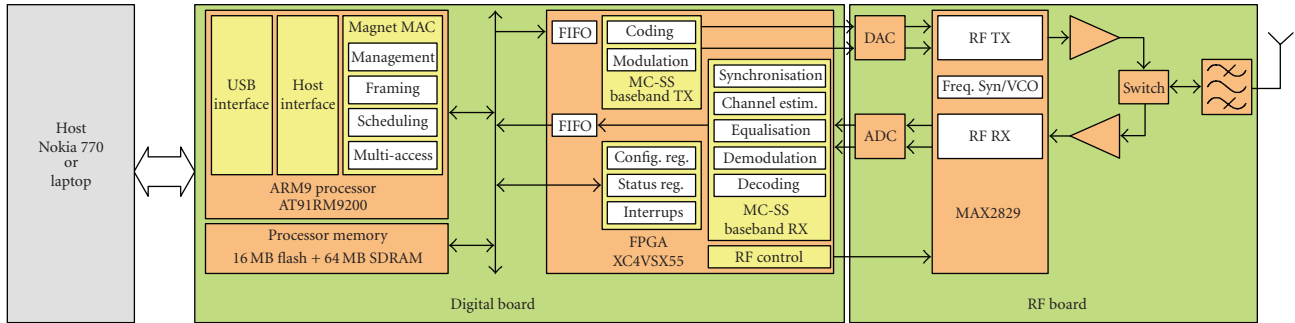 Host
Nokia 770
or
laptop
USB
interface
Host
interface
Magnet MAC
Management
Framing
Scheduling
Multi-access
ARM9 processor
AT91RM9200
Processor memory
16 MB flash + 64 MB SDRAM
FIFO
FIFO
Coding
Modulation
MC-SS
baseband TX
Synchronisation
Channel estim.
Equalisation
Demodulation
Decoding
MC-SS
baseband RX
Config. reg.
Status reg.
Interrups
FPGA
XC4VSX55
RF control
Digital board
DAC
ADC
RF TX
Freq. Syn/VCO
RF RX
MAX2829
Switch
RF board